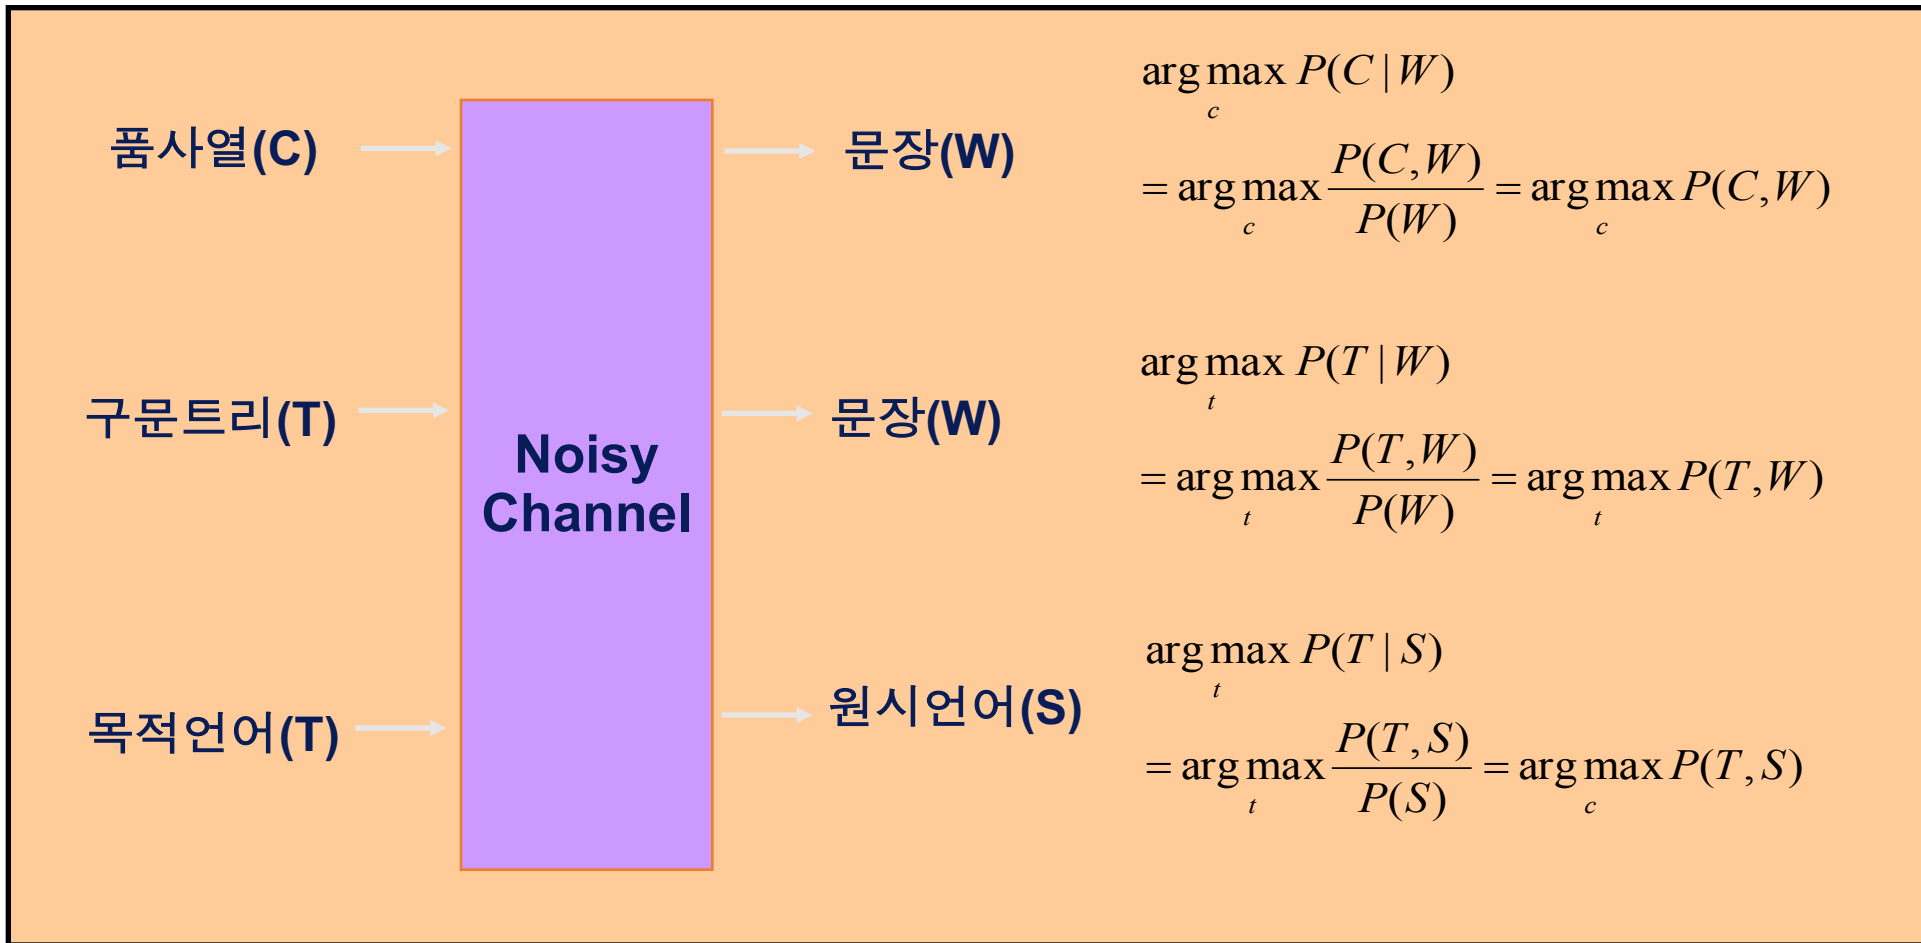 품사열(C)
문장(W)
arg max P(C | W)
c
= arg max P(C,W) / P(W) = arg max P(C,W)
c c
구문트리(T)
문장(W)
arg max P(T | W)
t
= arg max P(T,W) / P(W) = arg max P(T,W)
t t
Noisy
Channel
목적언어(T)
원시언어(S)
arg max P(T | S)
t
= arg max P(T,S) / P(S) = arg max P(T,S)
t c